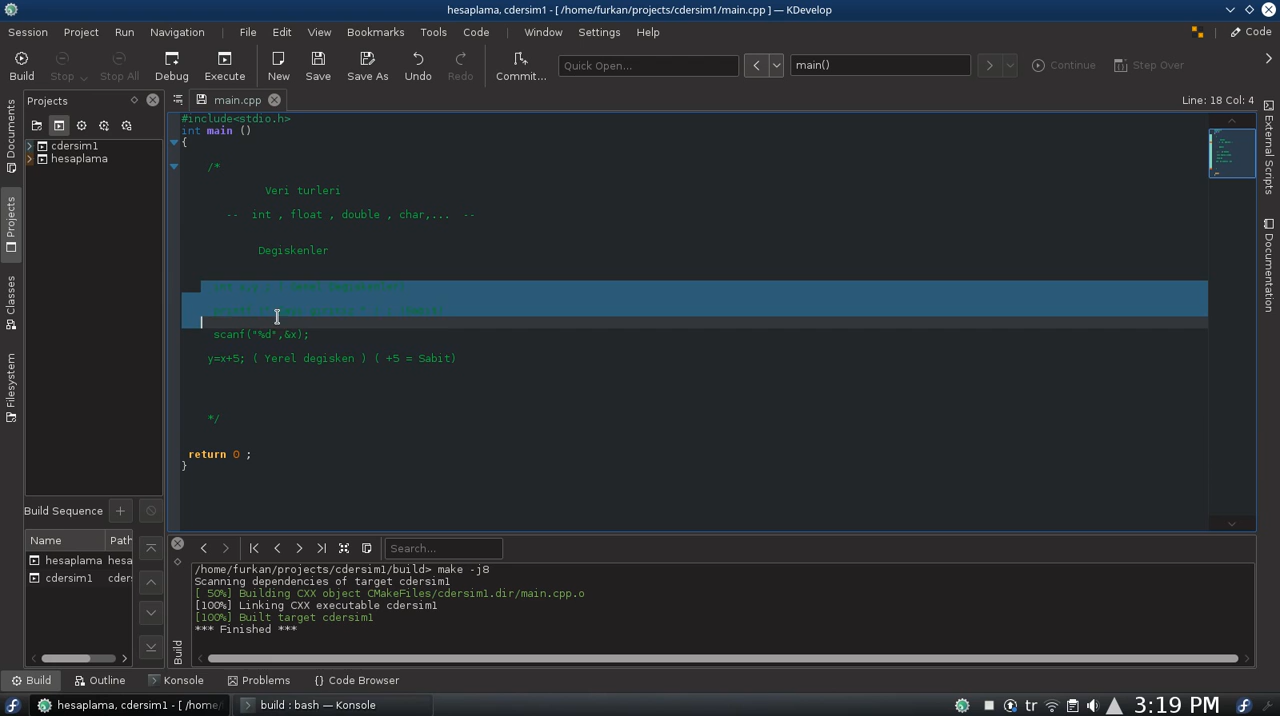 hesaplama, cdersim1 - [ /home/furkan/projects/cdersim1/main.cpp ] — KDevelop
Session Project Run Navigation File Edit View Bookmarks Tools Code Window Settings Help Code
Build Stop Stop All Debug Execute New Save Save As Undo Redo Commit... Quick Open... main() Continue Step Over
Projects
main.cpp
Line: 18 Col: 4
Documents
Projects
Classes
Filesystem
cdersim1
hesaplama
#include<stdio.h>
int main ()
{
/*
Veri turleri
-- int , float , double , char,... --
Degiskenler
int x,y ; (
scanf("%d",&x);
y=x+5; ( Yerel degisken ) ( +5 = Sabit)
*/
return 0 ;
}
External Scripts
Documentation
Build Sequence
Name Path
hesaplama hesa
cdersim1 cders
Search...
/home/furkan/projects/cdersim1/build> make -j8
Scanning dependencies of target cdersim1
[ 50%] Building CXX object CMakeFiles/cdersim1.dir/main.cpp.o
[100%] Linking CXX executable cdersim1
[100%] Built target cdersim1
*** Finished ***
Build
Build Outline Konsole Problems Code Browser
hesaplama, cdersim1 - [ /home/
build : bash — Konsole
tr
3:19 PM